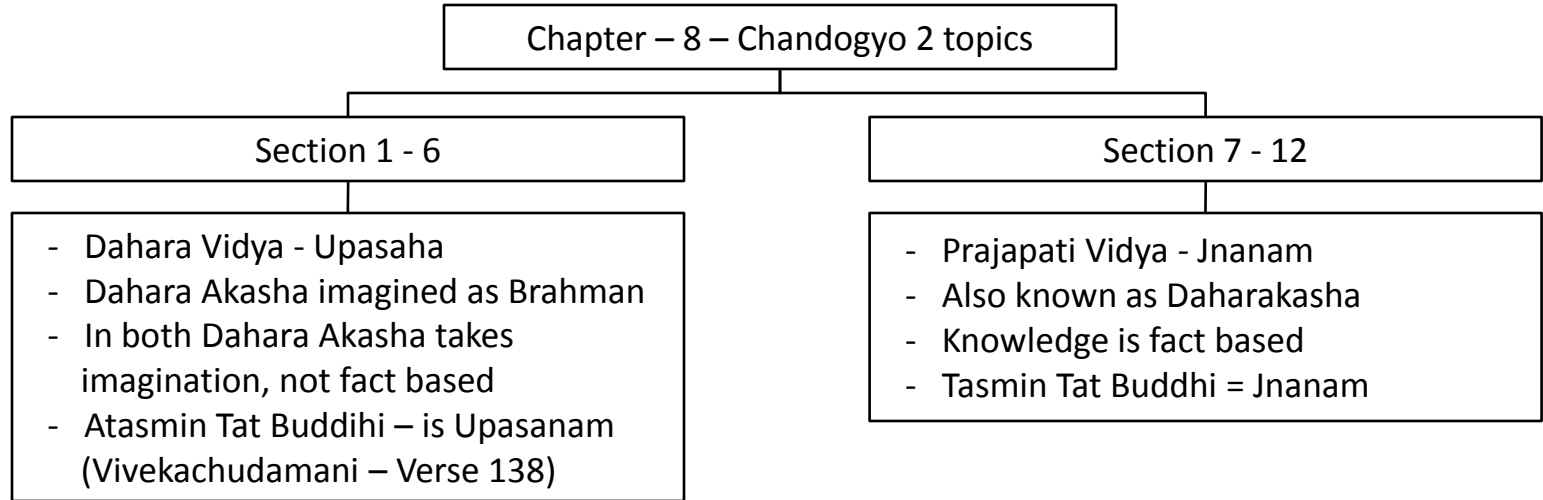 Chapter – 8 – Chandogyo 2 topics
Section 1 - 6
- Dahara Vidya - Upasaha
- Dahara Akasha imagined as Brahman
- In both Dahara Akasha takes
imagination, not fact based
- Atasmin Tat Buddihi – is Upasanam
(Vivekachudamani – Verse 138)
Section 7 - 12
- Prajapati Vidya - Jnanam
- Also known as Daharakasha
- Knowledge is fact based
- Tasmin Tat Buddhi = Jnanam